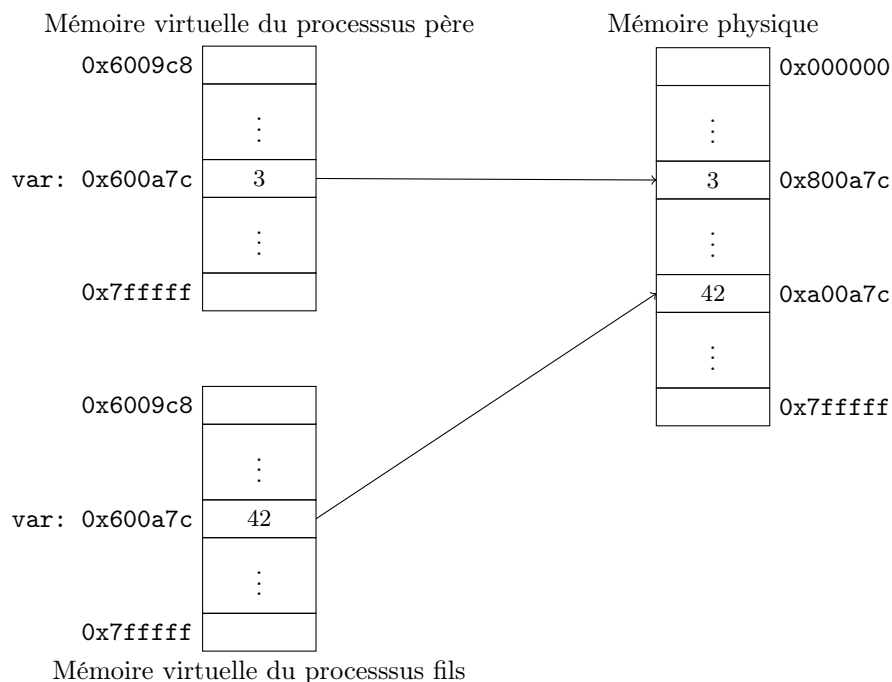 Mémoire virtuelle du processsus père
0x6009c8
⋮
var: 0x600a7c 3
⋮
0x7fffff
Mémoire physique
0x000000
⋮
3 0x800a7c
⋮
42 0xa00a7c
⋮
0x7fffff
0x6009c8
⋮
var: 0x600a7c 42
⋮
0x7fffff
Mémoire virtuelle du processsus fils